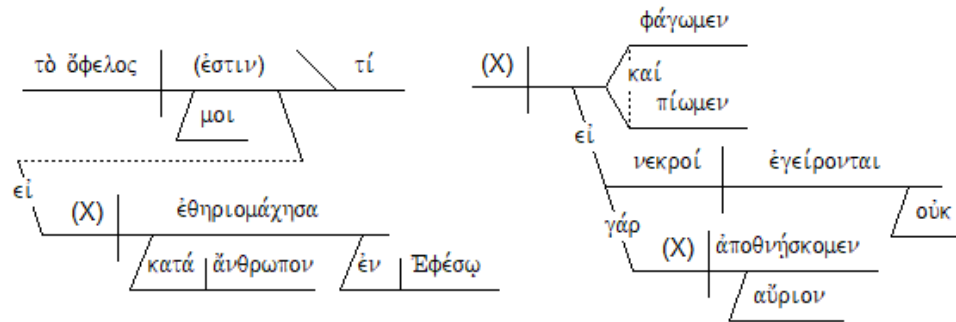 τὸ ὄφελος (ἐστιν) τί
μοι
εἰ
(X) ἐθηριομάχησα
κατά ἄνθρωπον ἐν Ἐφέσῳ
φάγωμεν
(X) καί
πίωμεν
εἰ
νεκροί ἐγείρονται
οὐκ
γάρ
(X) ἀποθνῄσκομεν
αὔριον